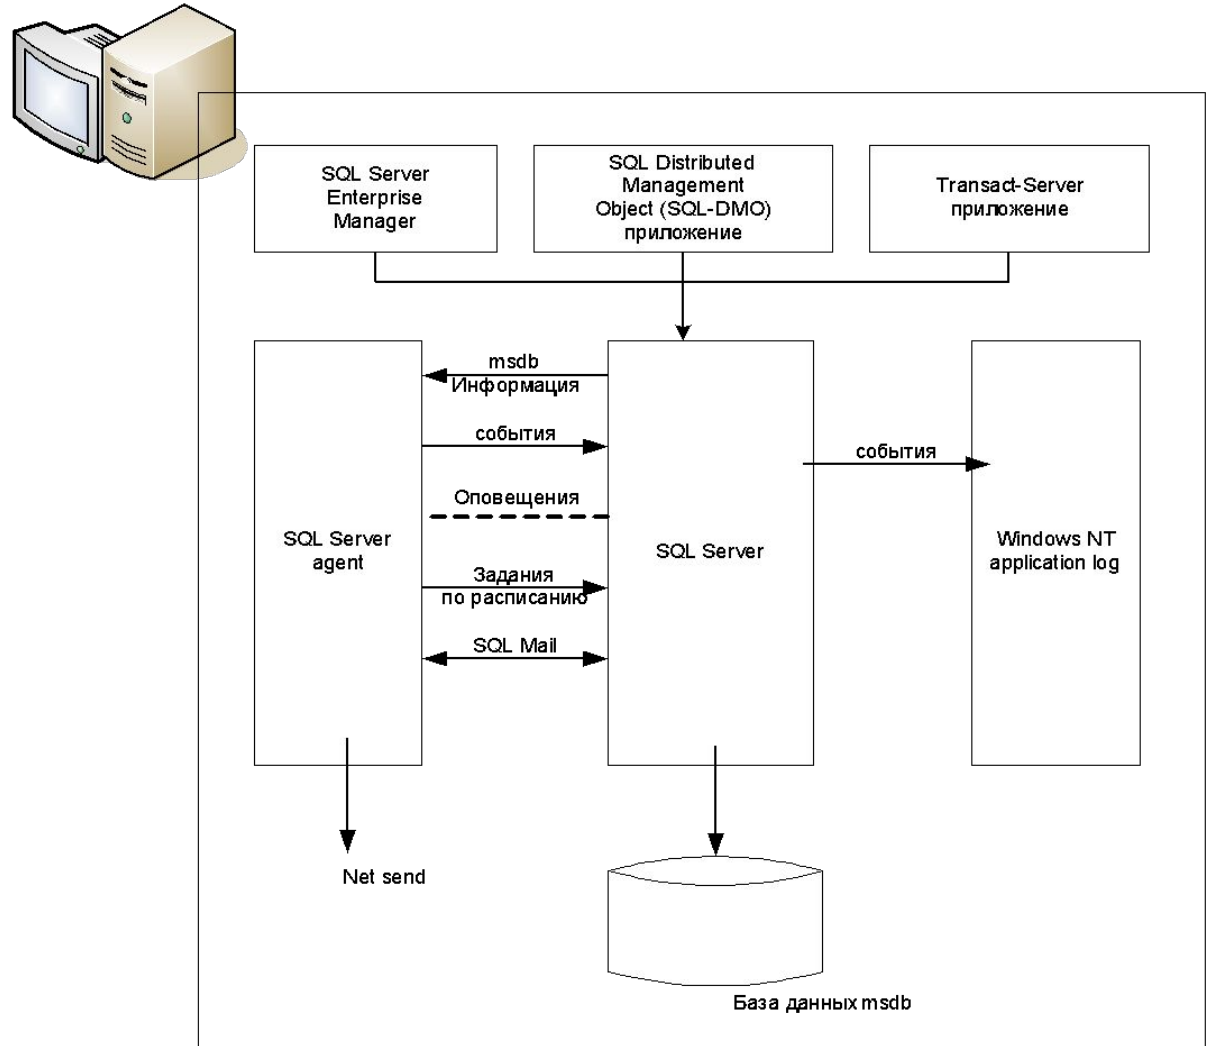 SQL Server
Enterprise
Manager
SQL Distributed
Management
Object (SQL-DMO)
приложение
Transact-Server
приложение
msdb
Информация
события
Оповещения
Задания
по расписанию
SQL Mail
SQL Server
agent
SQL Server
события
Windows NT
application log
Net send
База данных msdb